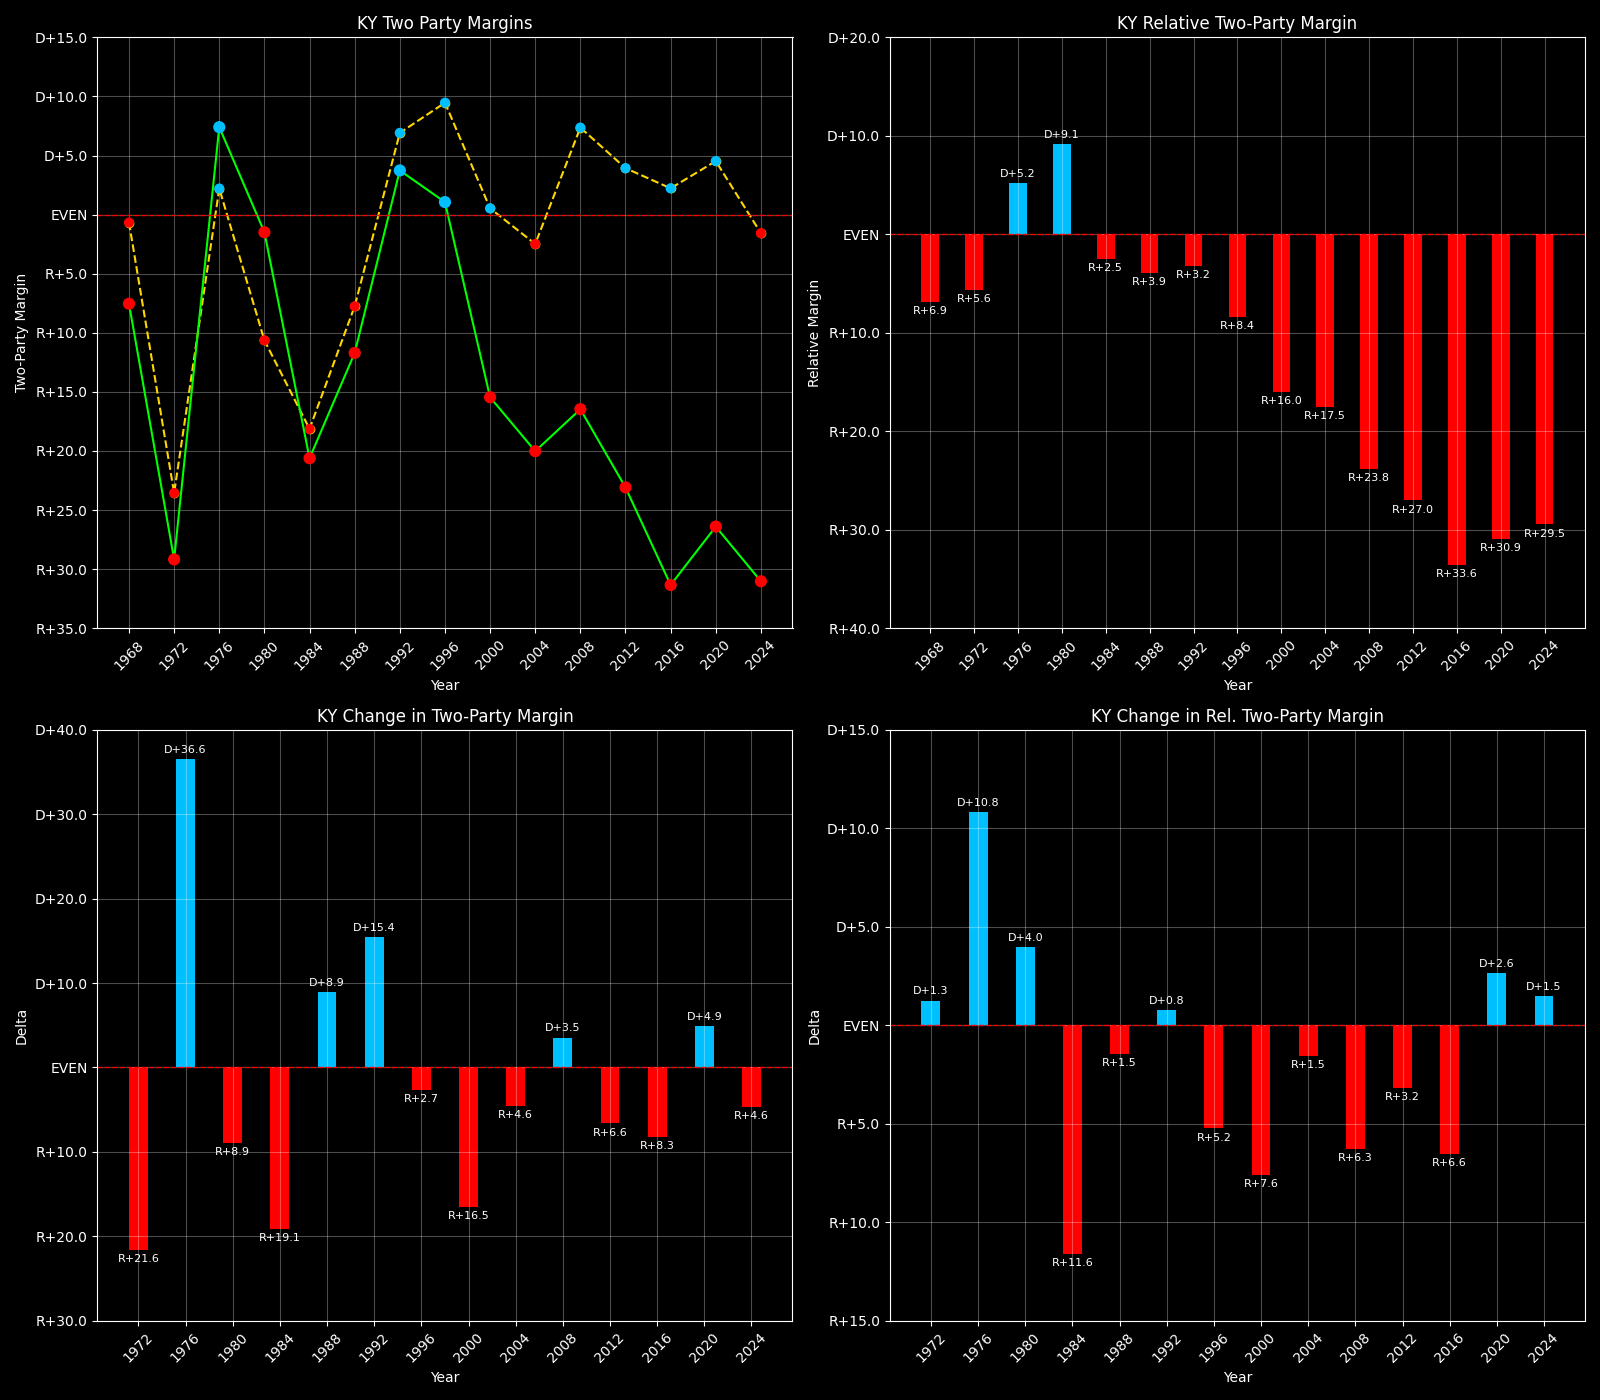 KY Two Party Margins
D+15.0
D+10.0
D+5.0
EVEN
R+5.0
R+10.0
R+15.0
R+20.0
R+25.0
R+30.0
R+35.0
Two-Party Margin
1968
1972
1976
1980
1984
1988
1992
1996
2000
2004
2008
2012
2016
2020
2024
Year
KY Relative Two-Party Margin
D+20.0
D+10.0
EVEN
R+10.0
R+20.0
R+30.0
R+40.0
Relative Margin
R+6.9
R+5.6
D+5.2
D+9.1
R+2.5
R+3.9
R+3.2
R+8.4
R+16.0
R+17.5
R+23.8
R+27.0
R+33.6
R+30.9
R+29.5
1968
1972
1976
1980
1984
1988
1992
1996
2000
2004
2008
2012
2016
2020
2024
Year
KY Change in Two-Party Margin
D+40.0
D+30.0
D+20.0
D+10.0
EVEN
R+10.0
R+20.0
R+30.0
Delta
R+21.6
D+36.6
R+8.9
R+19.1
D+8.9
D+15.4
R+2.7
R+16.5
R+4.6
D+3.5
R+6.6
R+8.3
D+4.9
R+4.6
1972
1976
1980
1984
1988
1992
1996
2000
2004
2008
2012
2016
2020
2024
Year
KY Change in Rel. Two-Party Margin
D+15.0
D+10.0
D+5.0
EVEN
R+5.0
R+10.0
R+15.0
Delta
D+1.3
D+10.8
D+4.0
R+11.6
R+1.5
D+0.8
R+5.2
R+7.6
R+1.5
R+6.3
R+3.2
R+6.6
D+2.6
D+1.5
1972
1976
1980
1984
1988
1992
1996
2000
2004
2008
2012
2016
2020
2024
Year